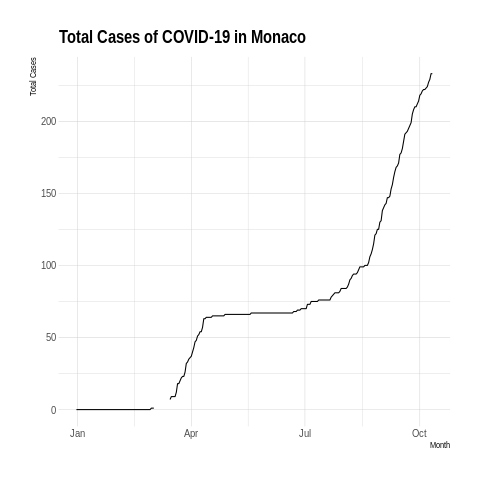 Total Cases of COVID-19 in Monaco
Total Cases
200
150
100
50
0
Jan Apr Jul Oct
Month